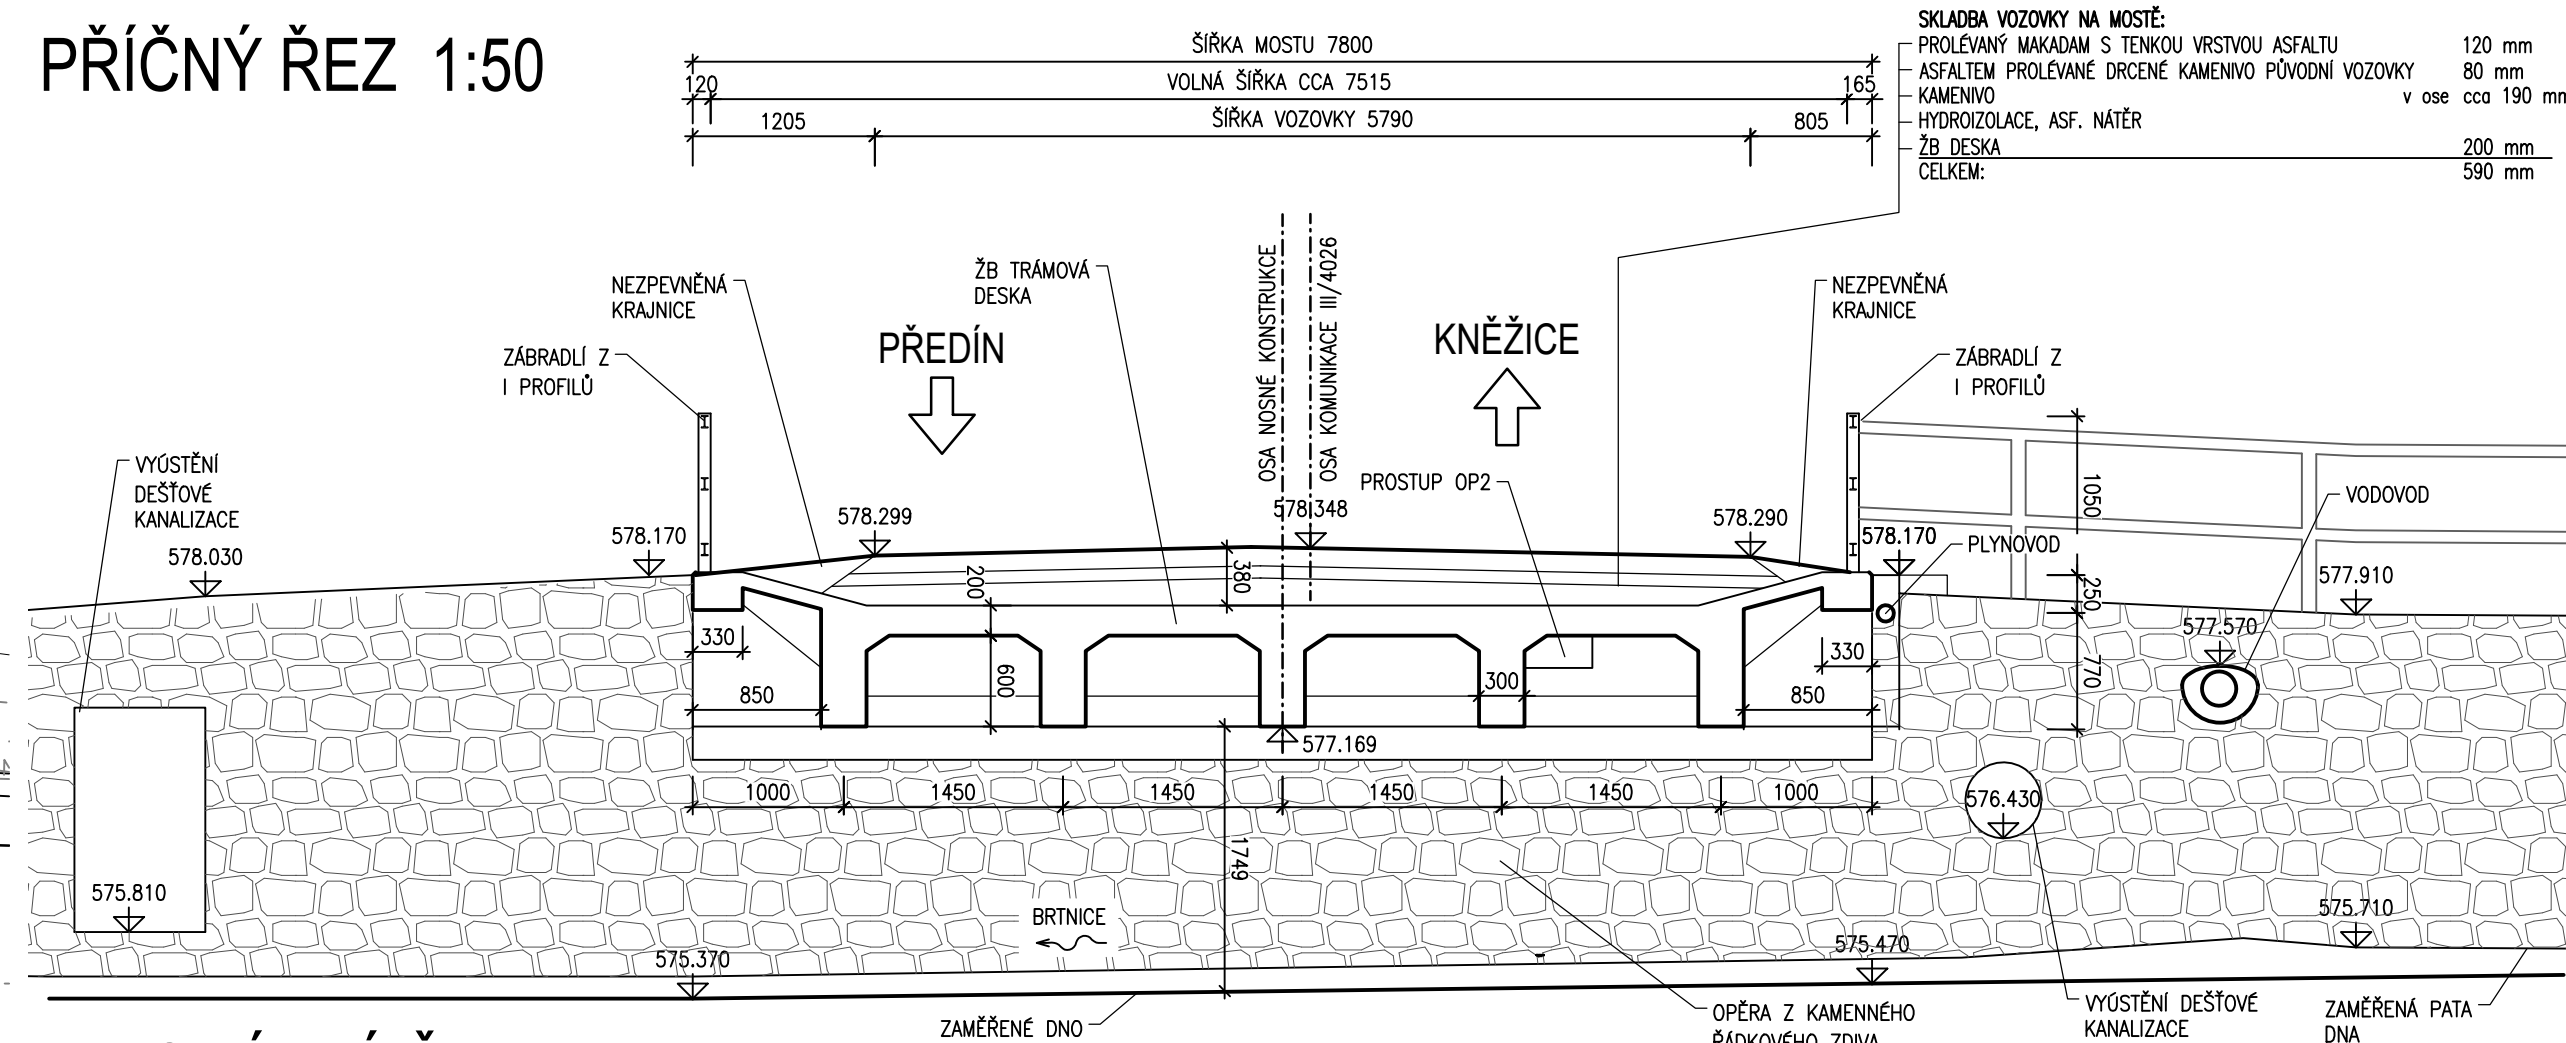 PŘÍČNÝ ŘEZ 1:50
SKLADBA VOZOVKY NA MOSTĚ:
PROLÉVANÝ MAKADAM S TENKOU VRSTVOU ASFALTU 120 mm
ASFALTEM PROLÉVANÉ DRCENÉ KAMENIVO PŮVODNÍ VOZOVKY 80 mm
KAMENIVO v ose cca 190 mm
HYDROIZOLACE, ASF. NÁTĚR
ŽB DESKA 200 mm
CELKEM: 590 mm
ŠÍŘKA MOSTU 7800
120 VOLNÁ ŠÍŘKA CCA 7515 165
1205 ŠÍŘKA VOZOVKY 5790 805
OSA NOSNÉ KONSTRUKCE
OSA KOMUNIKACE III/4026
ŽB TRÁMOVÁ
DESKA
NEZPEVNĚNÁ
KRAJNICE
NEZPEVNĚNÁ
KRAJNICE
PŘEDÍN
KNĚŽICE
ZÁBRADLÍ Z
I PROFILŮ
ZÁBRADLÍ Z
I PROFILŮ
VYÚSTĚNÍ
DEŠŤOVÉ
KANALIZACE
PROSTUP OP2
VODOVOD
1050
578.030
578.170
578.299
578.348
578.290
578.170
PLYNOVOD
577.910
200
380
250
577.570
330
600
300
330
770
850
850
577.169
1000 1450 1450 1450 1450 1000
576.430
1749
575.810
BRTNICE
575.710
575.370
575.470
ZAMĚŘENÉ DNO
OPĚRA Z KAMENNÉHO
ŘÁDKOVÉHO ZDIVA
VYÚSTĚNÍ DEŠŤOVÉ
KANALIZACE
ZAMĚŘENÁ PATA
DNA